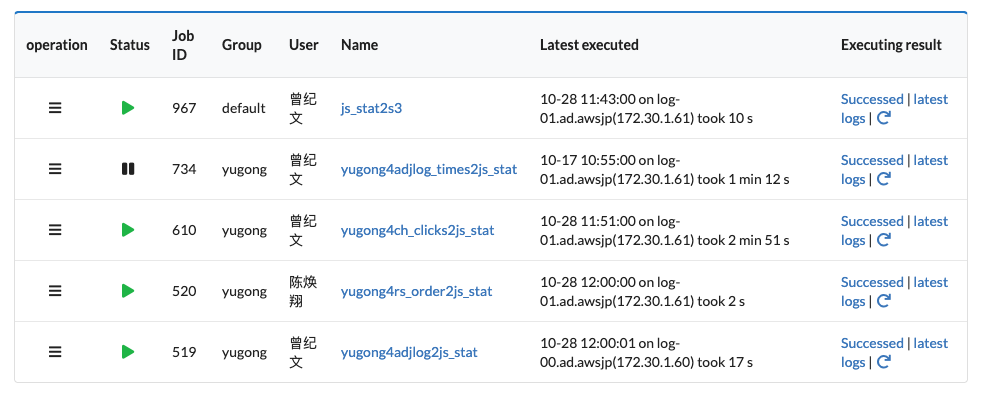 operation Status Job ID Group User Name Latest executed Executing result
967 default 曾纪文 js_stat2s3 10-28 11:43:00 on log-01.ad.awsjp(172.30.1.61) took 10 s Successed | latest logs |
734 yugong 曾纪文 yugong4adjlog_times2js_stat 10-17 10:55:00 on log-01.ad.awsjp(172.30.1.61) took 1 min 12 s Successed | latest logs |
610 yugong 曾纪文 yugong4ch_clicks2js_stat 10-28 11:51:00 on log-01.ad.awsjp(172.30.1.61) took 2 min 51 s Successed | latest logs |
520 yugong 陈焕翔 yugong4rs_order2js_stat 10-28 12:00:00 on log-01.ad.awsjp(172.30.1.61) took 2 s Successed | latest logs |
519 yugong 曾纪文 yugong4adjlog2js_stat 10-28 12:00:01 on log-00.ad.awsjp(172.30.1.60) took 17 s Successed | latest logs |